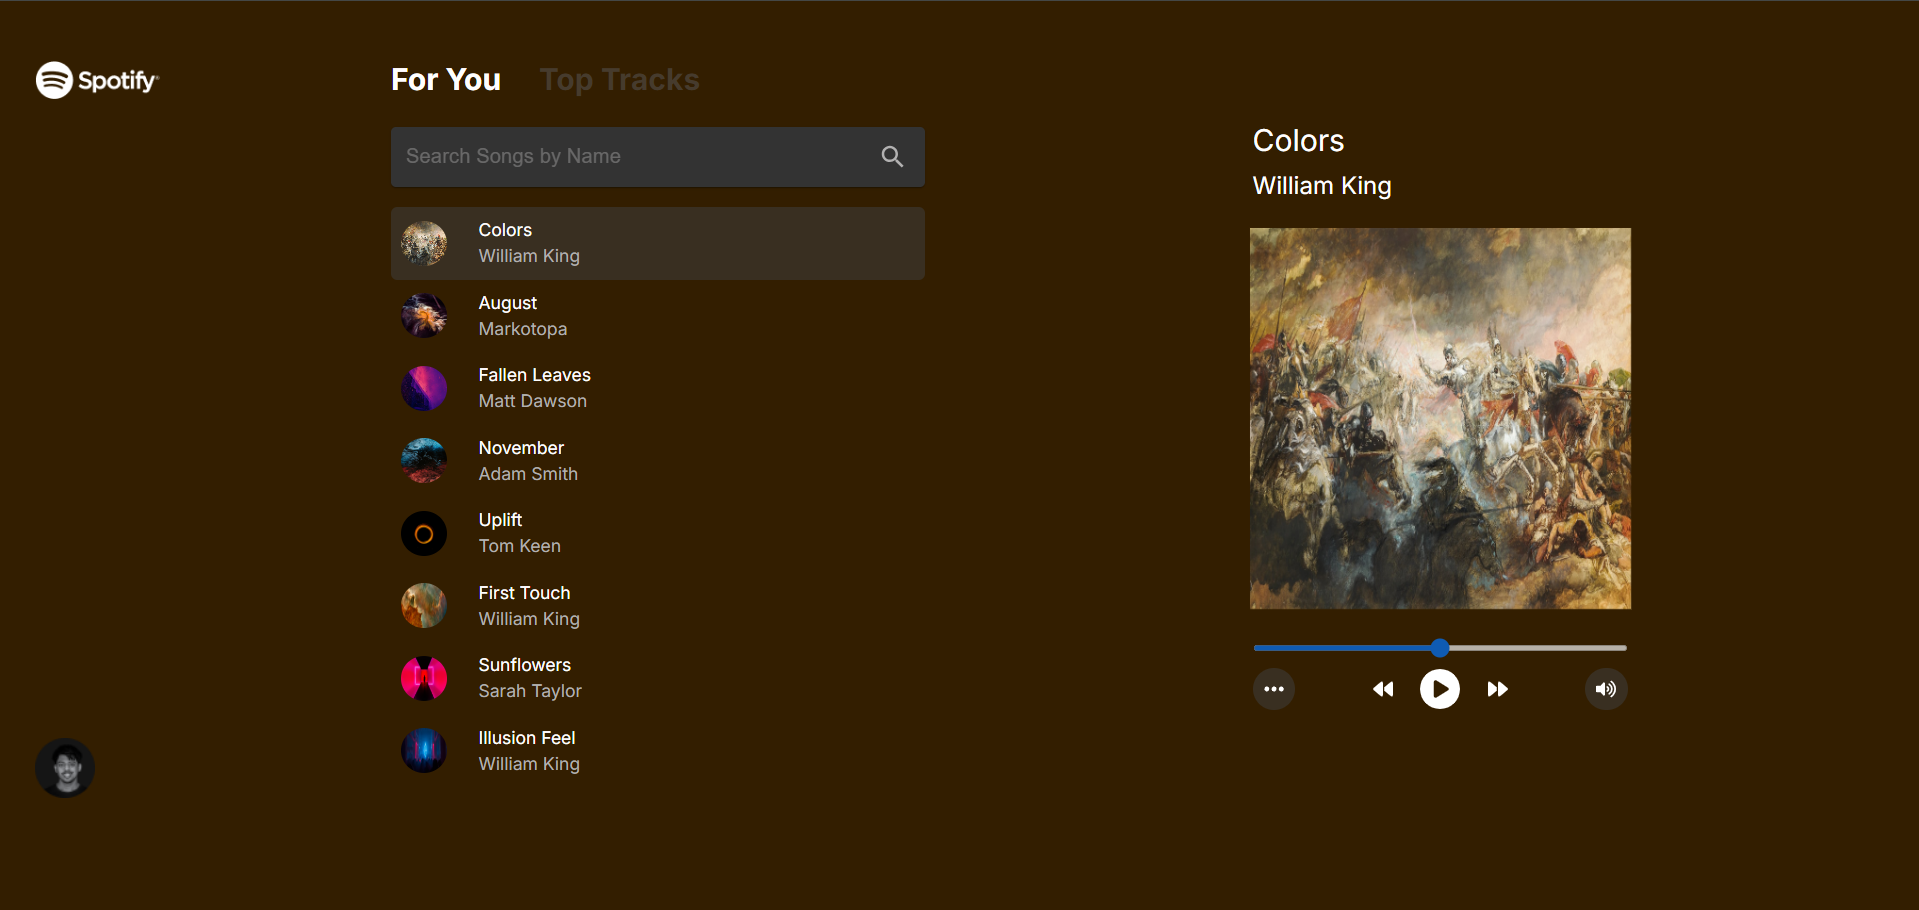 Spotify
For You
Top Tracks
Search Songs by Name
Colors
William King
August
Markotopa
Fallen Leaves
Matt Dawson
November
Adam Smith
Uplift
Tom Keen
First Touch
William King
Sunflowers
Sarah Taylor
Illusion Feel
William King
Colors
William King